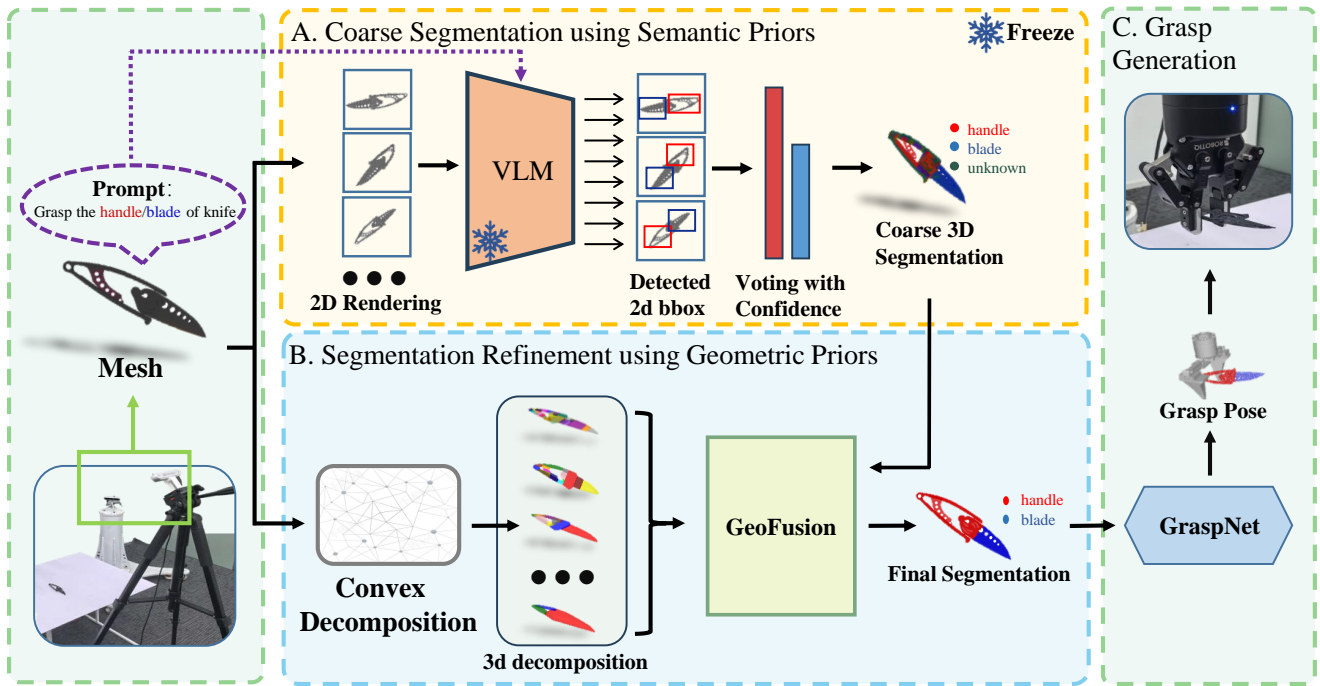 A. Coarse Segmentation using Semantic Priors
Freeze
C. Grasp
Generation
Prompt:
Grasp the handle/blade of knife
Mesh
VLM
2D Rendering
Detected
2d bbox
Voting with
Confidence
handle
blade
unknown
Coarse 3D
Segmentation
ROBOTIQ
B. Segmentation Refinement using Geometric Priors
Convex
Decomposition
3d decomposition
GeoFusion
handle
blade
Final Segmentation
Grasp Pose
GraspNet